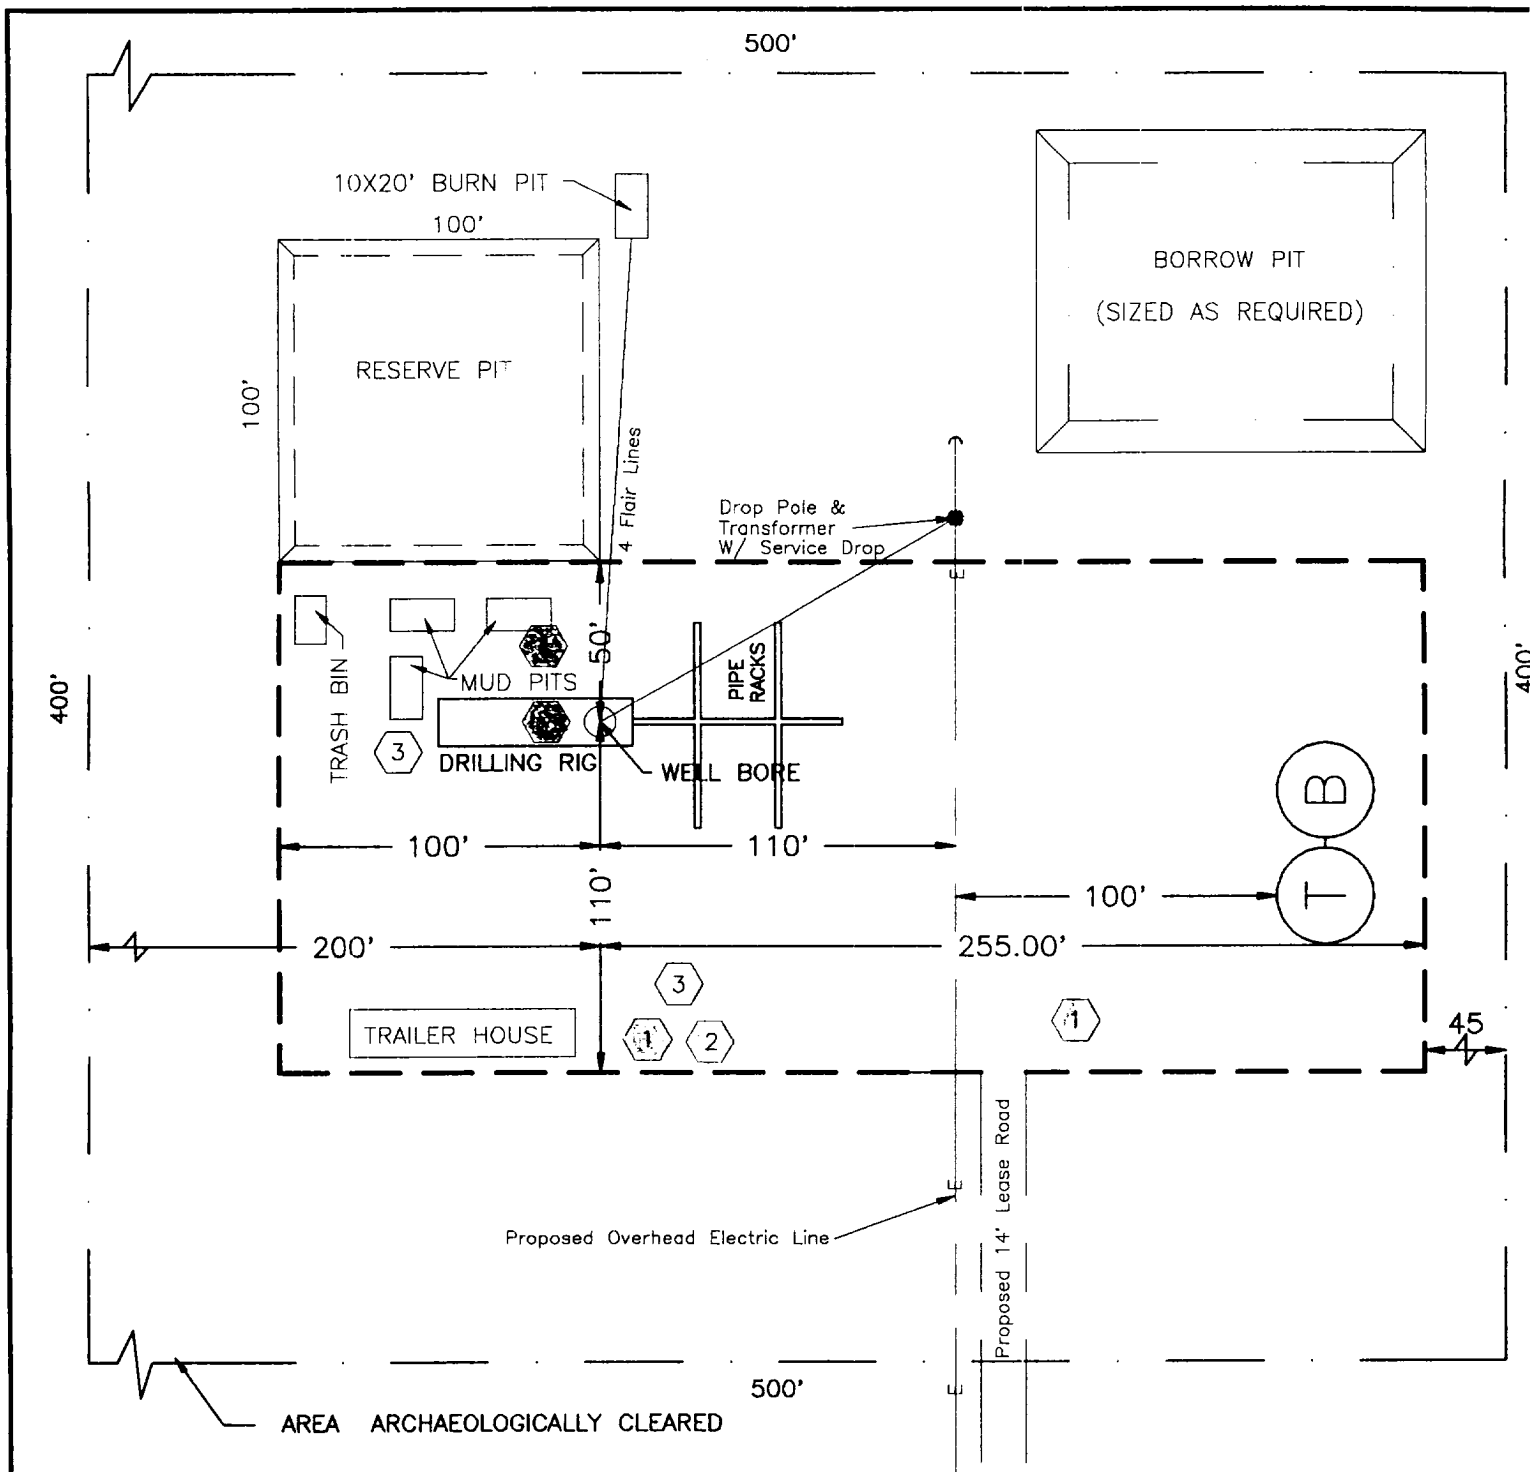 500'
10X20' BURN PIT
100'
BORROW PIT
(SIZED AS REQUIRED)
RESERVE PIT
100'
4 Flair Lines
Drop Pole &
Transformer
W/ Service Drop
E
50'
PIPE
RACKS
TRASH BIN
MUD PITS
400'
400'
3
DRILLING RIG
WELL BORE
B
T
100'
110'
110'
100'
200'
255.00'
3
1
2
1
TRAILER HOUSE
45
Proposed 14' Lease Road
E
Proposed Overhead Electric Line
500'
E
AREA ARCHAEOLOGICALLY CLEARED